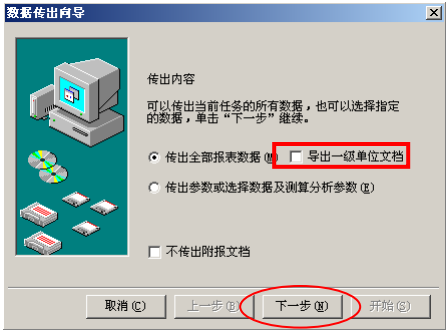 数据传出向导
传出内容
可以传出当前任务的所有数据，也可以选择指定
的数据，单击“下一步”继续。
传出全部报表数据(W) 导出一级单位文档
传出参数或选择数据及测算分析参数(E)
不传出附报文档
取消(C) 上一步(B) 下一步(N) 开始(S)